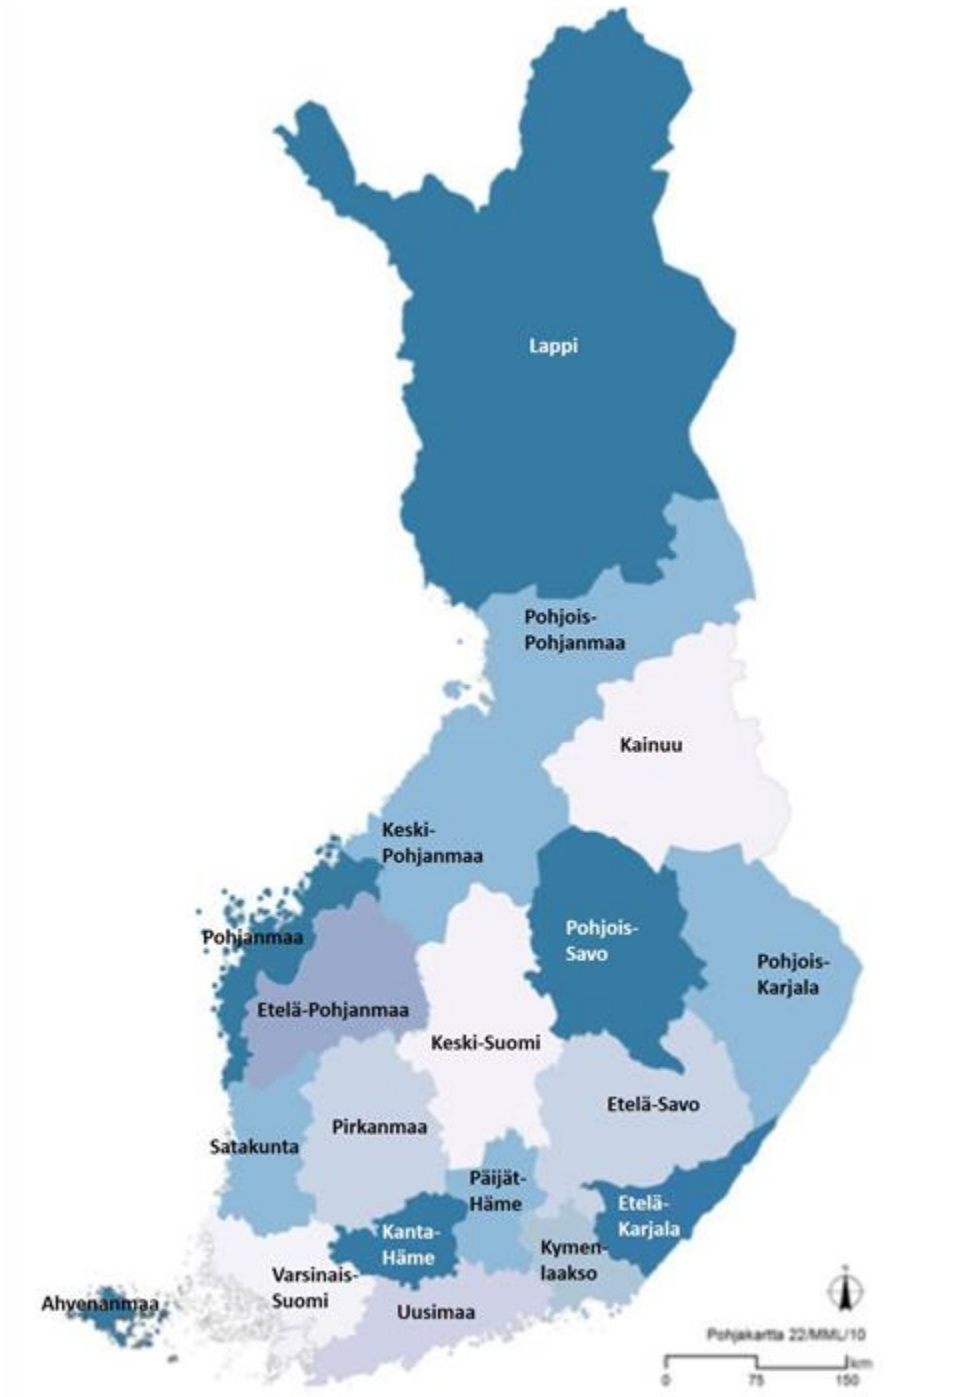 Lappi
Pohjois-
Pohjanmaa
Kainuu
Keski-
Pohjanmaa
Pohjanmaa
Pohjois-
Savo
Pohjois-
Karjala
Etelä-Pohjanmaa
Keski-Suomi
Etelä-Savo
Pirkanmaa
Satakunta
Päijät-
Häme
Etelä-
Karjala
Kanta-
Häme
Kymen-
laakso
Varsinais-
Suomi
Ahvenanmaa
Uusimaa
Pohjakartta 22/MML/10
km
0 75 150